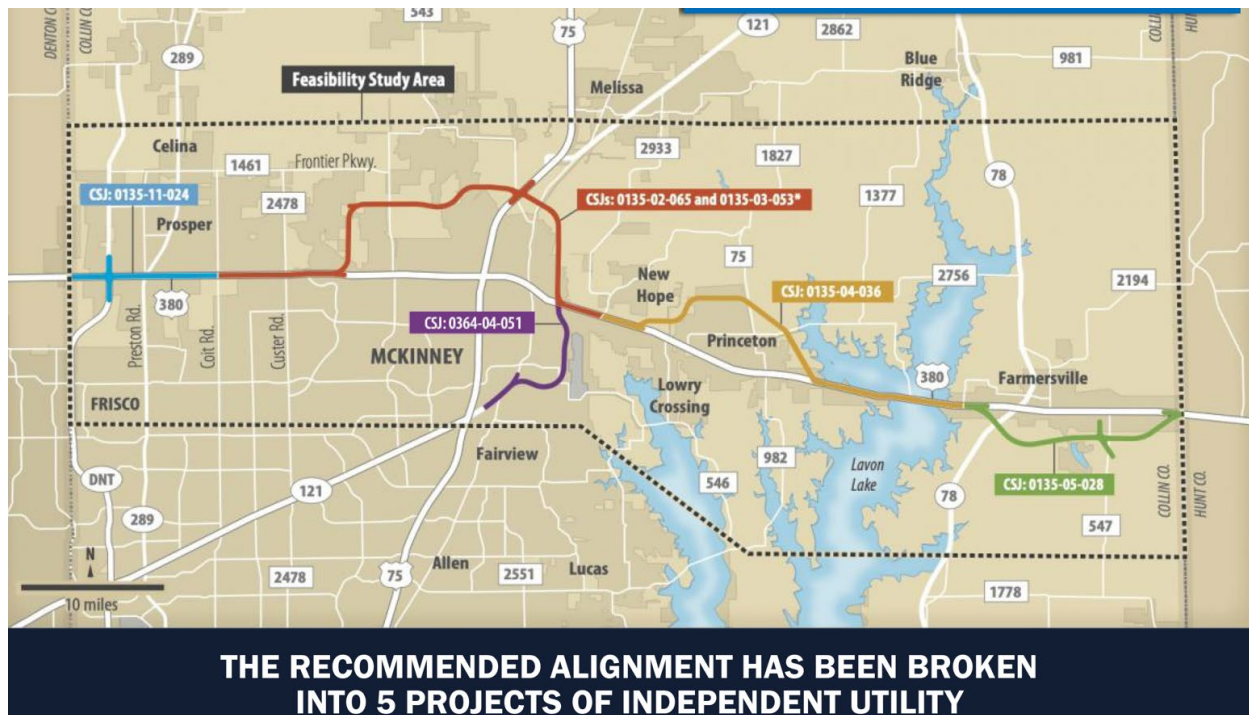 DENTON CO.
COLLIN CO.
543
75
121
2862
COLLIN CO.
289
Blue
Ridge
981
Feasibility Study Area
Melissa
Celina
1461
Frontier Pkwy.
2933
1827
78
CSJ: 0135-11-024
2478
CSJs: 0135-02-065 and 0135-03-053*
1377
Prosper
75
New
Hope
2756
2194
380
CSJ: 0135-04-036
Preston Rd.
Coit Rd.
Custer Rd.
CSJ: 0364-04-051
MCKINNEY
Princeton
380
Farmersville
FRISCO
Lowry
Crossing
Fairview
982
Lavon
Lake
DNT
121
546
78
CSJ: 0135-05-028
COLLIN CO.
HUNT CO.
289
547
N
2478
75
Allen
2551
Lucas
1778
10 miles
THE RECOMMENDED ALIGNMENT HAS BEEN BROKEN
INTO 5 PROJECTS OF INDEPENDENT UTILITY